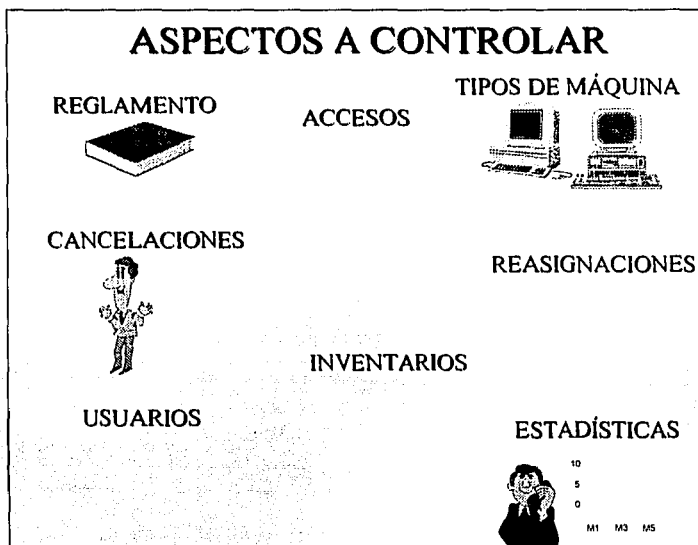 ASPECTOS A CONTROLAR
REGLAMENTO
ACCESOS
TIPOS DE MÁQUINA
CANCELACIONES
REASIGNACIONES
INVENTARIOS
USUARIOS
ESTADÍSTICAS
10
5
0
M1 M3 M5